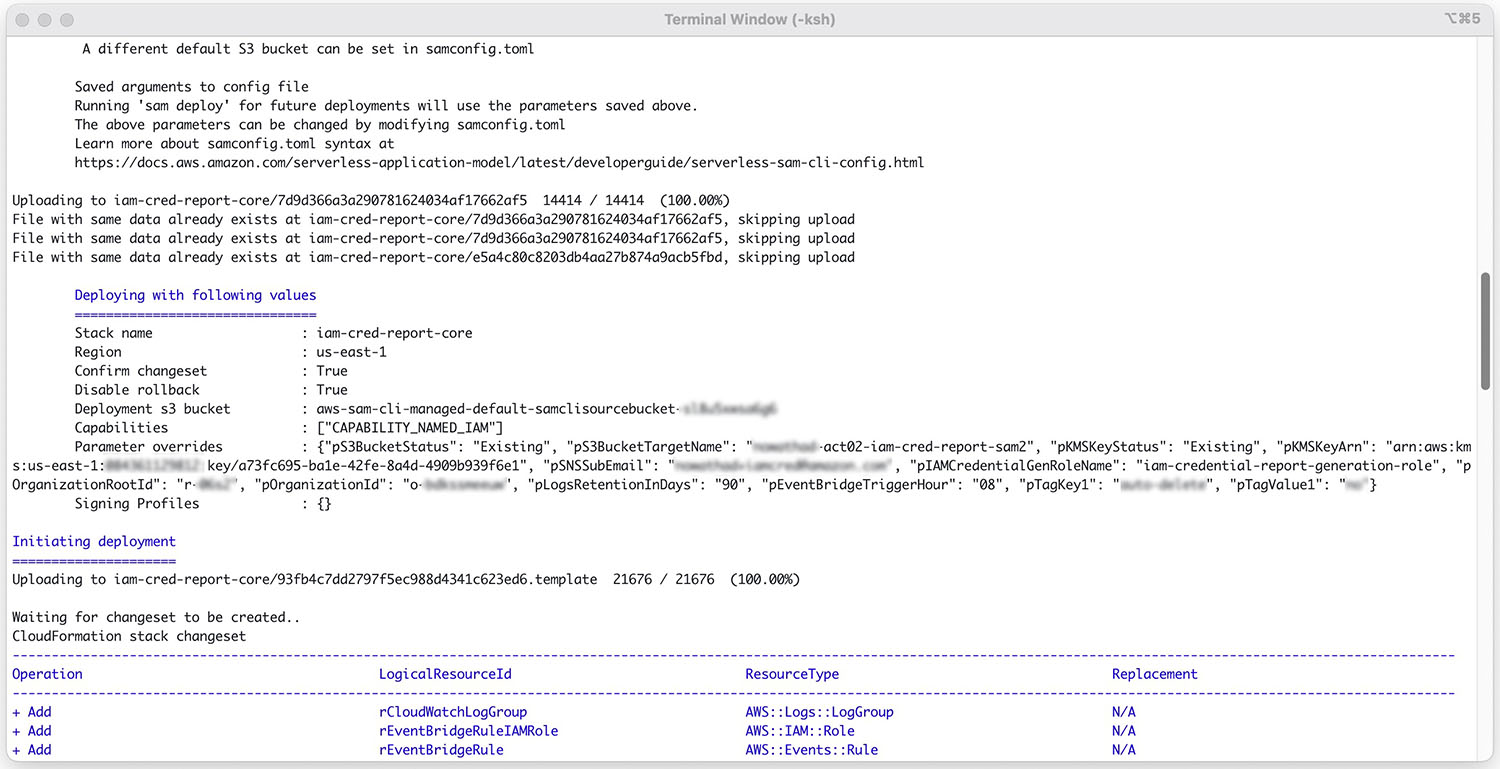 Terminal Window (-ksh)
⌥⌘5
A different default S3 bucket can be set in samconfig.toml
Saved arguments to config file
Running 'sam deploy' for future deployments will use the parameters saved above.
The above parameters can be changed by modifying samconfig.toml
Learn more about samconfig.toml syntax at
https://docs.aws.amazon.com/serverless-application-model/latest/developerguide/serverless-sam-cli-config.html
Uploading to iam-cred-report-core/7d9d366a3a290781624034af17662af5  14414 / 14414  (100.00%)
File with same data already exists at iam-cred-report-core/7d9d366a3a290781624034af17662af5, skipping upload
File with same data already exists at iam-cred-report-core/7d9d366a3a290781624034af17662af5, skipping upload
File with same data already exists at iam-cred-report-core/e5a4c80c8203db4aa27b874a9acb5fbd, skipping upload
Deploying with following values
===============================
Stack name                   : iam-cred-report-core
Region                       : us-east-1
Confirm changeset            : True
Disable rollback             : True
Deployment s3 bucket         : aws-sam-cli-managed-default-samclisourcebucket-
Capabilities                 : ["CAPABILITY_NAMED_IAM"]
Parameter overrides          : {"pS3BucketStatus": "Existing", "pS3BucketTargetName": "-act02-iam-cred-report-sam2", "pKMSKeyStatus": "Existing", "pKMSKeyArn": "arn:aws:km
s:us-east-1: key/a73fc695-ba1e-42fe-8a4d-4909b939f6e1", "pSNSSubEmail": "", "pIAMCredentialGenRoleName": "iam-credential-report-generation-role", "p
OrganizationRootId": "r-", "pOrganizationId": "o-", "pLogsRetentionInDays": "90", "pEventBridgeTriggerHour": "08", "pTagKey1": "", "pTagValue1": ""}
Signing Profiles             : {}
Initiating deployment
=====================
Uploading to iam-cred-report-core/93fb4c7dd2797f5ec988d4341c623ed6.template  21676 / 21676  (100.00%)
Waiting for changeset to be created..
CloudFormation stack changeset
Operation LogicalResourceId ResourceType Replacement
+ Add rCloudWatchLogGroup AWS::Logs::LogGroup N/A
+ Add rEventBridgeRuleIAMRole AWS::IAM::Role N/A
+ Add rEventBridgeRule AWS::Events::Rule N/A